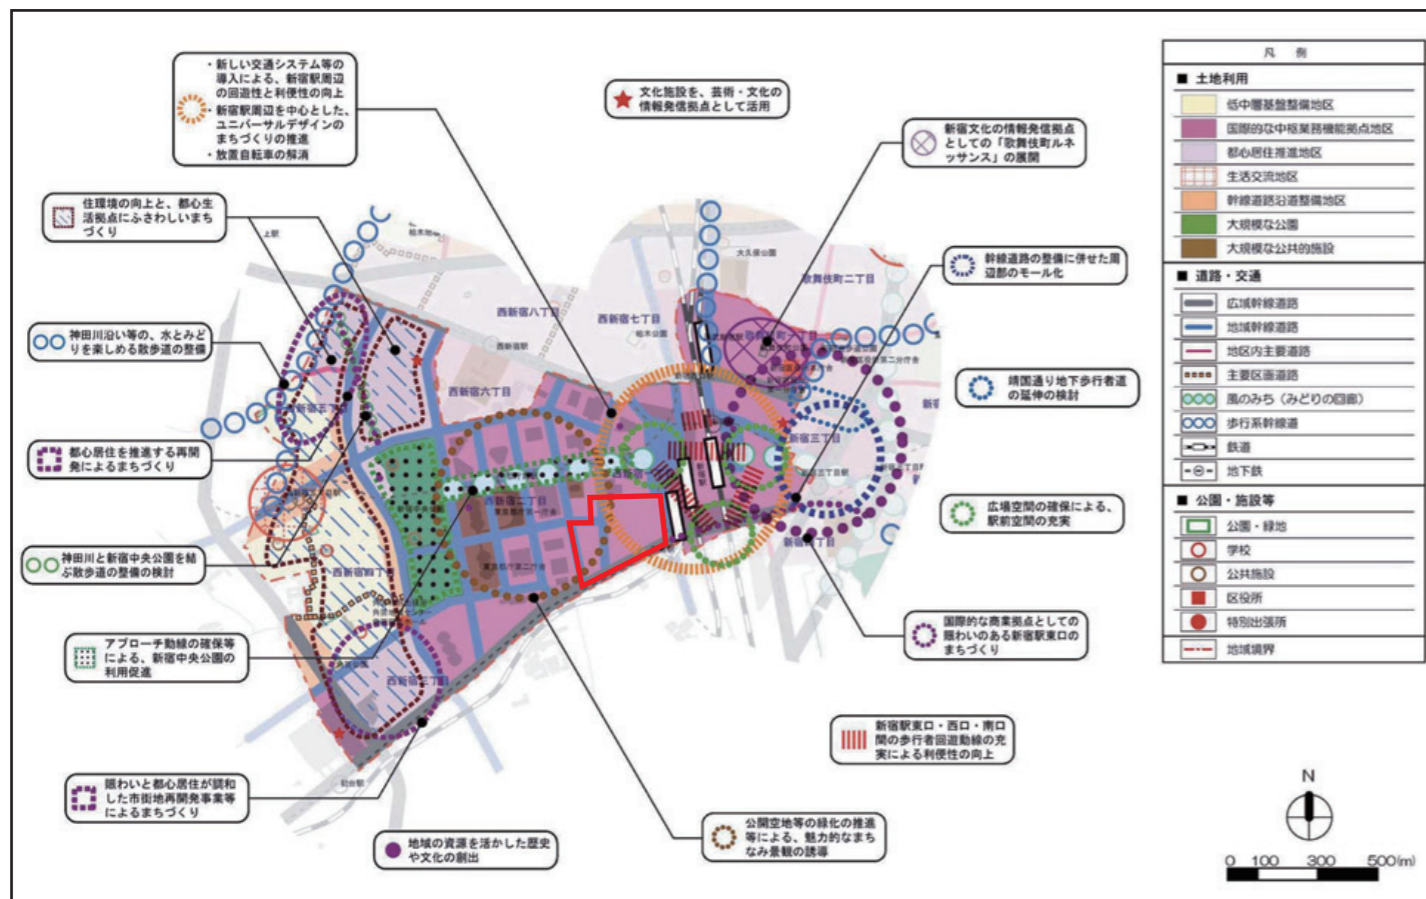 ・新しい交通システム等の
導入による、新宿駅周辺
の回遊性と利便性の向上
・新宿駅周辺を中心とした、
ユニバーサルデザインの
まちづくりの推進
・放置自転車の解消
文化施設を、芸術・文化の
情報発信拠点として活用
新宿文化の情報発信拠点
としての「歌舞伎町ルネ
ッサンス」の展開
住環境の向上と、都心生
活拠点にふさわしいまち
づくり
幹線道路の整備に併せた周
辺部のモール化
神田川沿い等の、水とみど
りを楽しめる散歩道の整備
靖国通り地下歩行者道
の延伸の検討
都心居住を推進する再開
発によるまちづくり
広場空間の確保による、
駅前空間の充実
神田川と新宿中央公園を結
ぶ散歩道の整備の検討
国際的な商業拠点としての
賑わいのある新宿駅東口の
まちづくり
アプローチ動線の確保等
による、新宿中央公園の
利用促進
新宿駅東口・西口・南口
間の歩行者回遊動線の充
実による利便性の向上
賑わいと都心居住が調和
した市街地再開発事業等
によるまちづくり
公開空地等の緑化の推進
等による、魅力的なまち
なみ景観の誘導
地域の資源を活かした歴史
や文化の創出
大久保公園
歌舞伎町二丁目
西新宿八丁目
西新宿七丁目
柏木公園
西新宿駅
西新宿六丁目
新宿三丁目
西新宿二丁目
東京都庁第一庁舎
東京都庁第二庁舎
新宿駅
西新宿四丁目
西新宿三丁目
初台駅
凡 例
■ 土地利用
低中層基盤整備地区
国際的な中枢業務機能拠点地区
都心居住推進地区
生活交流地区
幹線道路沿道整備地区
大規模な公園
大規模な公共的施設
■ 道路・交通
広域幹線道路
地域幹線道路
地区内主要道路
主要区画道路
風のみち（みどりの回廊）
歩行系幹線道
鉄道
地下鉄
■ 公園・施設等
公園・緑地
学校
公共施設
区役所
特別出張所
地域境界
N
0 100 300 500(m)